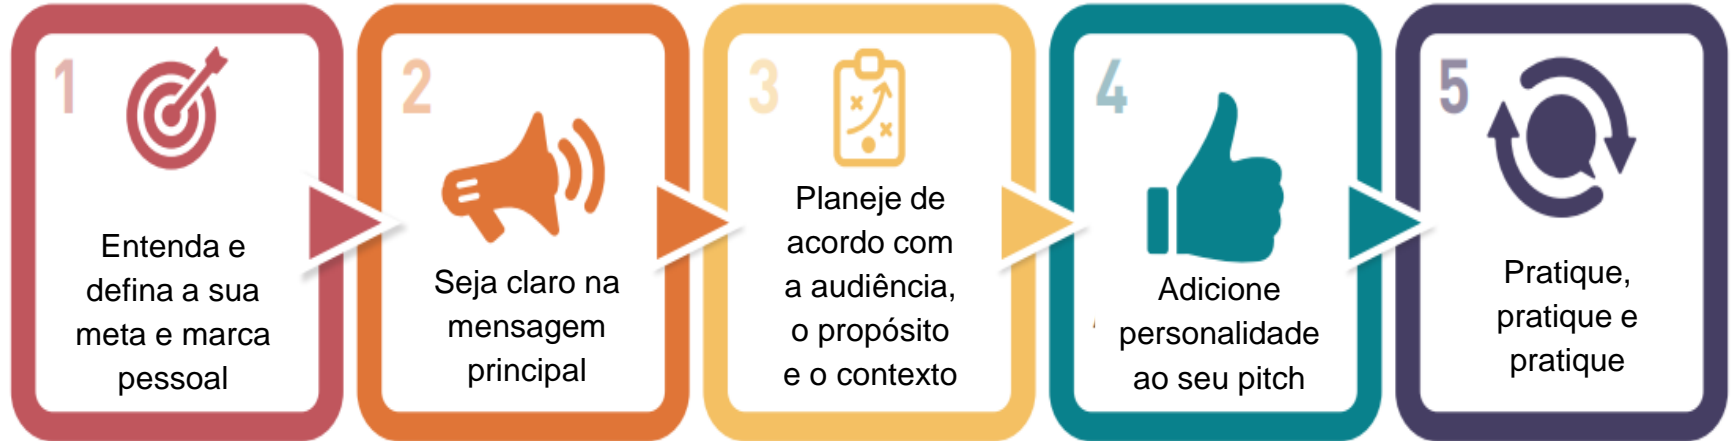 1
Entenda e
defina a sua
meta e marca
pessoal
2
Seja claro na
mensagem
principal
3
Planeje de
acordo com
a audiência,
o propósito
e o contexto
4
Adicione
personalidade
ao seu pitch
5
Pratique,
pratique e
pratique